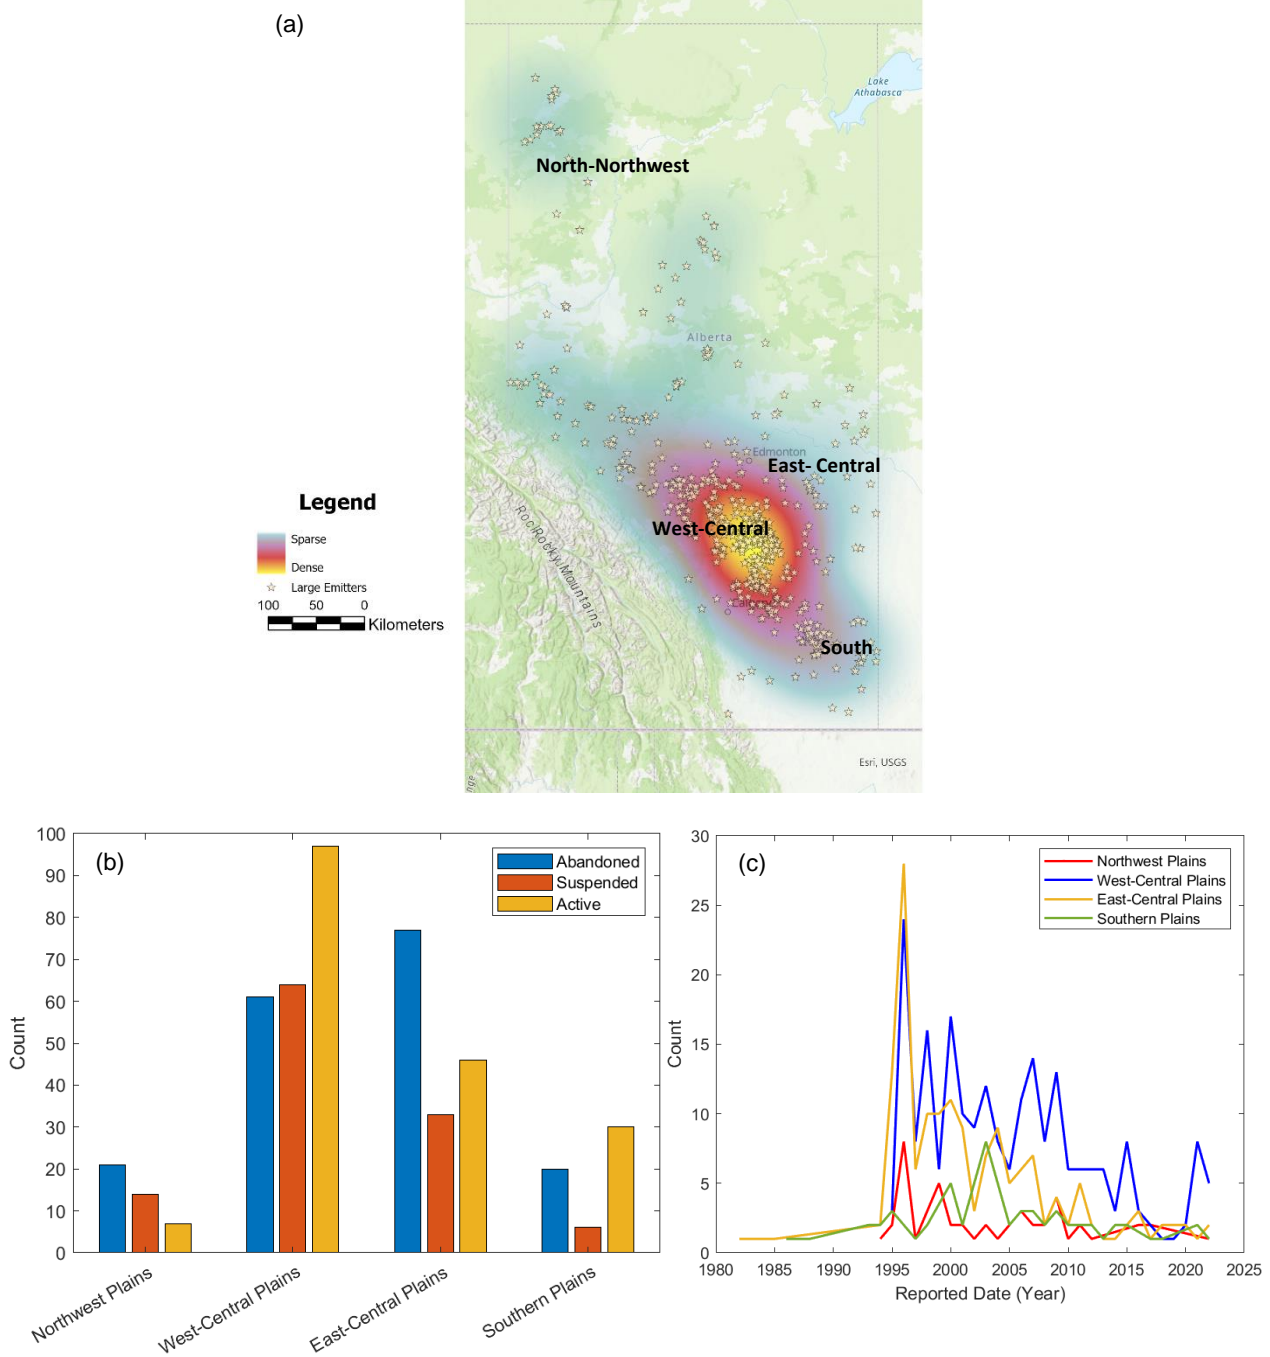 (a)
Lake
Athabasca
North-Northwest
Alberta
Edmonton
East- Central
West-Central
Rocky Mountains
South
Esri, USGS
Legend
Sparse
Dense
Large Emitters
100 50 0
Kilometers
(b)
Abandoned
Suspended
Active
Count
100
90
80
70
60
50
40
30
20
10
0
Northwest Plains
West-Central Plains
East-Central Plains
Southern Plains
(c)
Northwest Plains
West-Central Plains
East-Central Plains
Southern Plains
Count
30
25
20
15
10
5
0
1980 1985 1990 1995 2000 2005 2010 2015 2020 2025
Reported Date (Year)